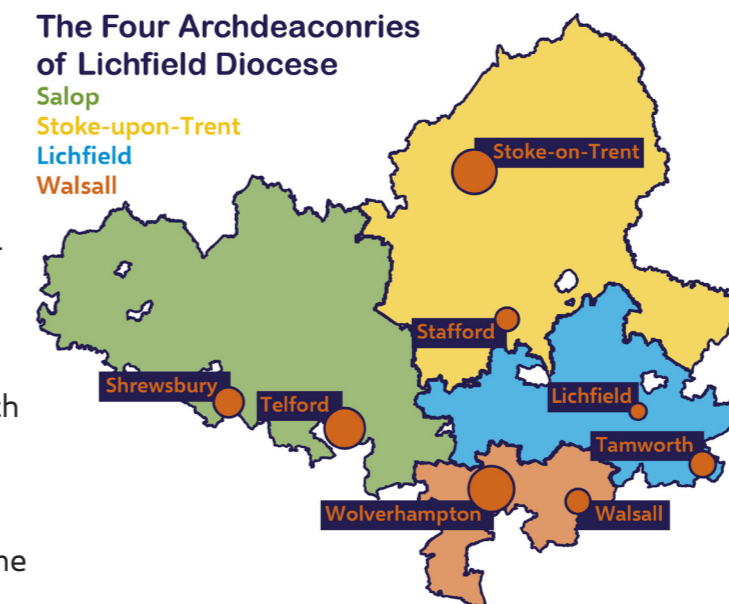 The Four Archdeaconries
of Lichfield Diocese
Salop
Stoke-upon-Trent
Lichfield
Walsall
Stoke-on-Trent
Stafford
Shrewsbury
Telford
Lichfield
Tamworth
Wolverhampton
Walsall